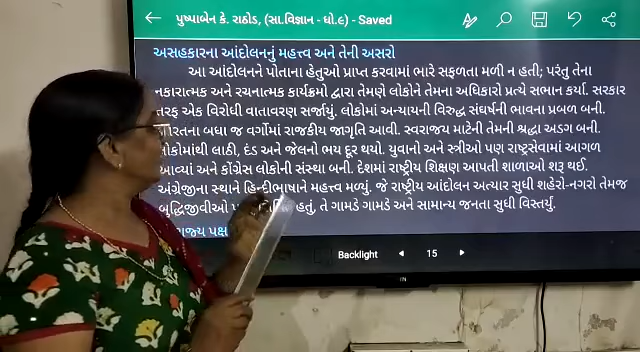 પુષ્પાબેન કે. રાઠોડ, (સા.વિજ્ઞાન - ધો.૯) - Saved
અસહકારના આંદોલનનું મહત્ત્વ અને તેની અસરો
આ આંદોલનને પોતાના હેતુઓ પ્રાપ્ત કરવામાં ભારે સફળતા મળી ન હતી; પરંતુ તેના
નકારાત્મક અને રચનાત્મક કાર્યક્રમો દ્વારા તેમણે લોકોને તેમના અધિકારો પ્રત્યે સભાન કર્યા. સરકાર
તરફ એક વિરોધી વાતાવરણ સર્જાયું. લોકોમાં અન્યાયની વિરુદ્ધ સંઘર્ષની ભાવના પ્રબળ બની.
ભારતના બધા જ વર્ગોમાં રાજકીય જાગૃતિ આવી. સ્વરાજય માટેની તેમની શ્રદ્ધા અડગ બની.
લોકોમાંથી લાઠી, દંડ અને જેલનો ભય દૂર થયો. યુવાનો અને સ્ત્રીઓ પણ રાષ્ટ્રસેવામાં આગળ
આવ્યાં અને કોંગ્રેસ લોકોની સંસ્થા બની. દેશમાં રાષ્ટ્રીય શિક્ષણ આપતી શાળાઓ શરૂ થઈ.
અંગ્રેજીના સ્થાને હિન્દીભાષાને મહત્ત્વ મળ્યું. જે રાષ્ટ્રીય આંદોલન અત્યાર સુધી શહેરો-નગરો તેમજ
બુદ્ધિજીવીઓ હતું, તે ગામડે ગામડે અને સામાન્ય જનતા સુધી વિસ્તર્યું.
પક્ષ
Backlight 15